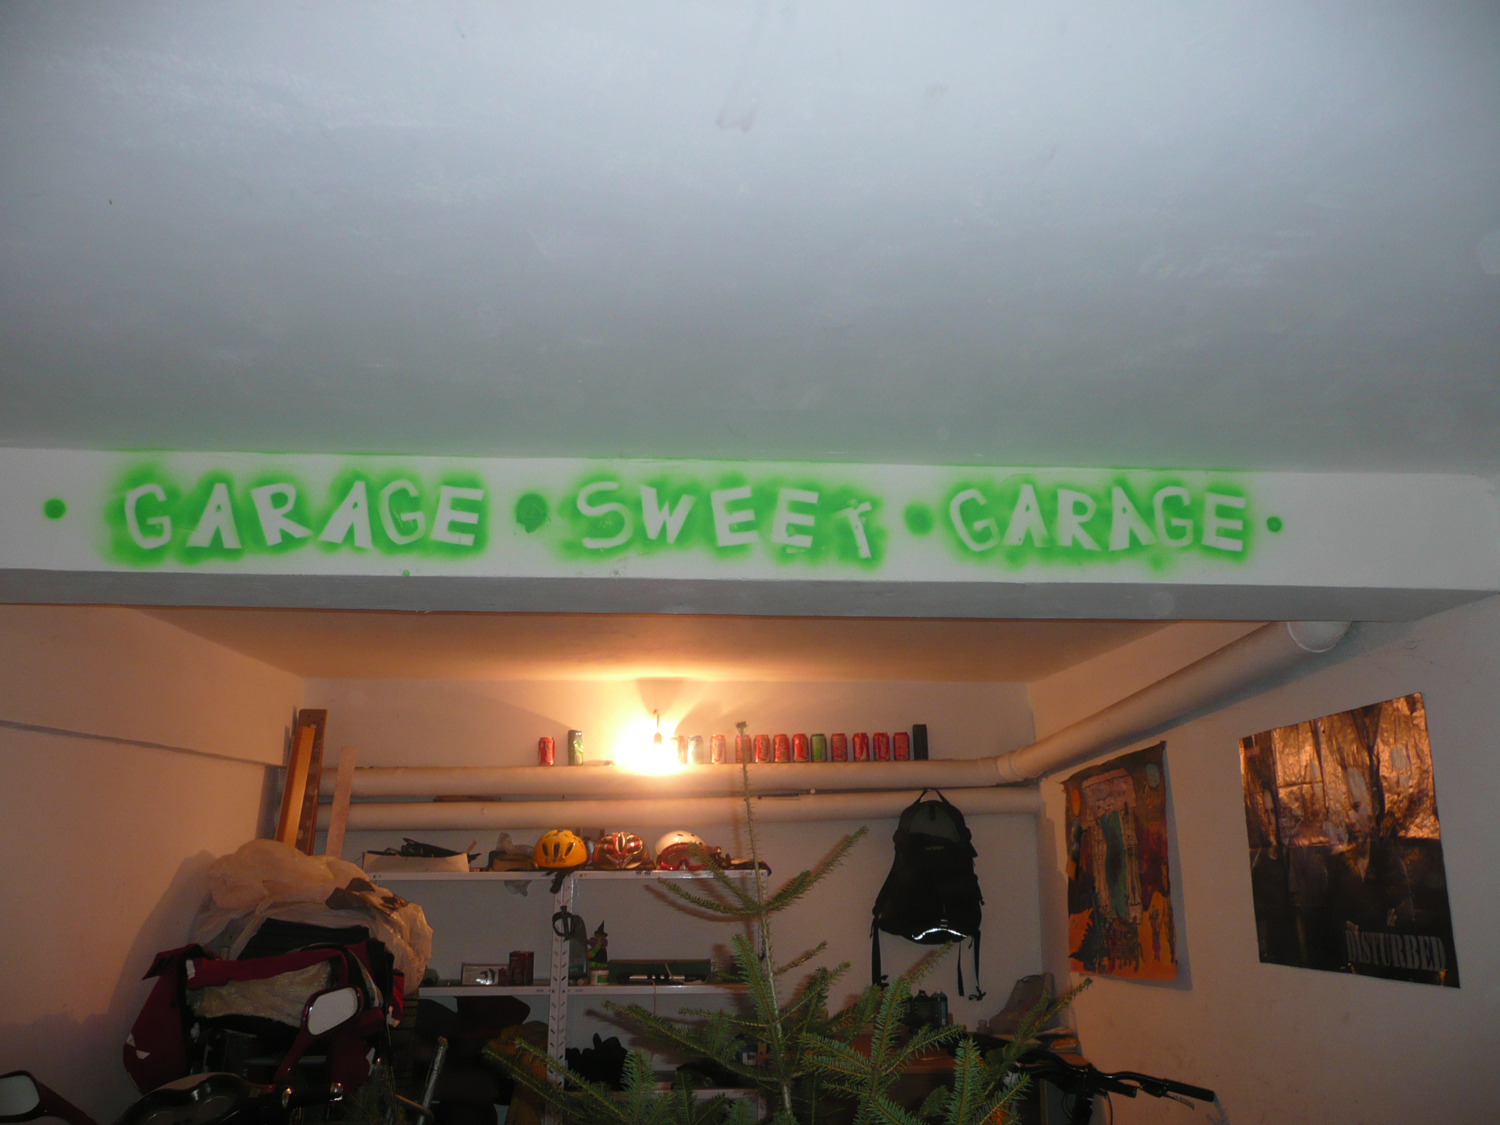 • GARAGE • SWEET • GARAGE •
DISTURBED